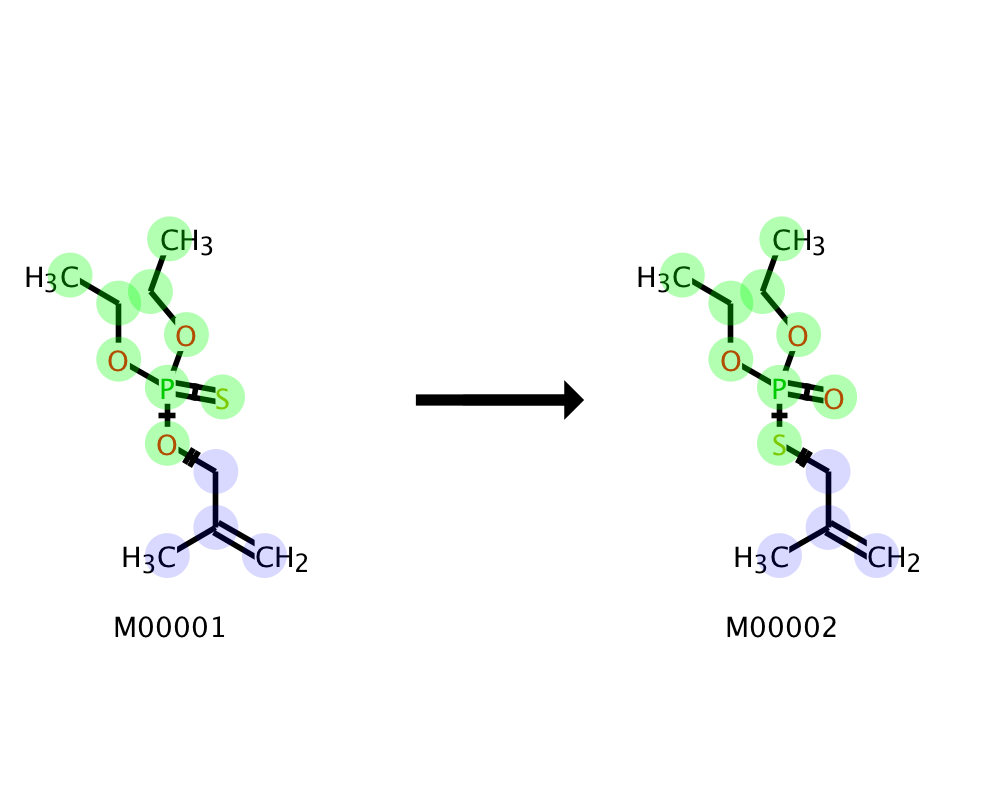 CH3 CH3
H3C H3C
O O
O O
P S P O
O S
H3C CH2 H3C CH2
M00001 M00002